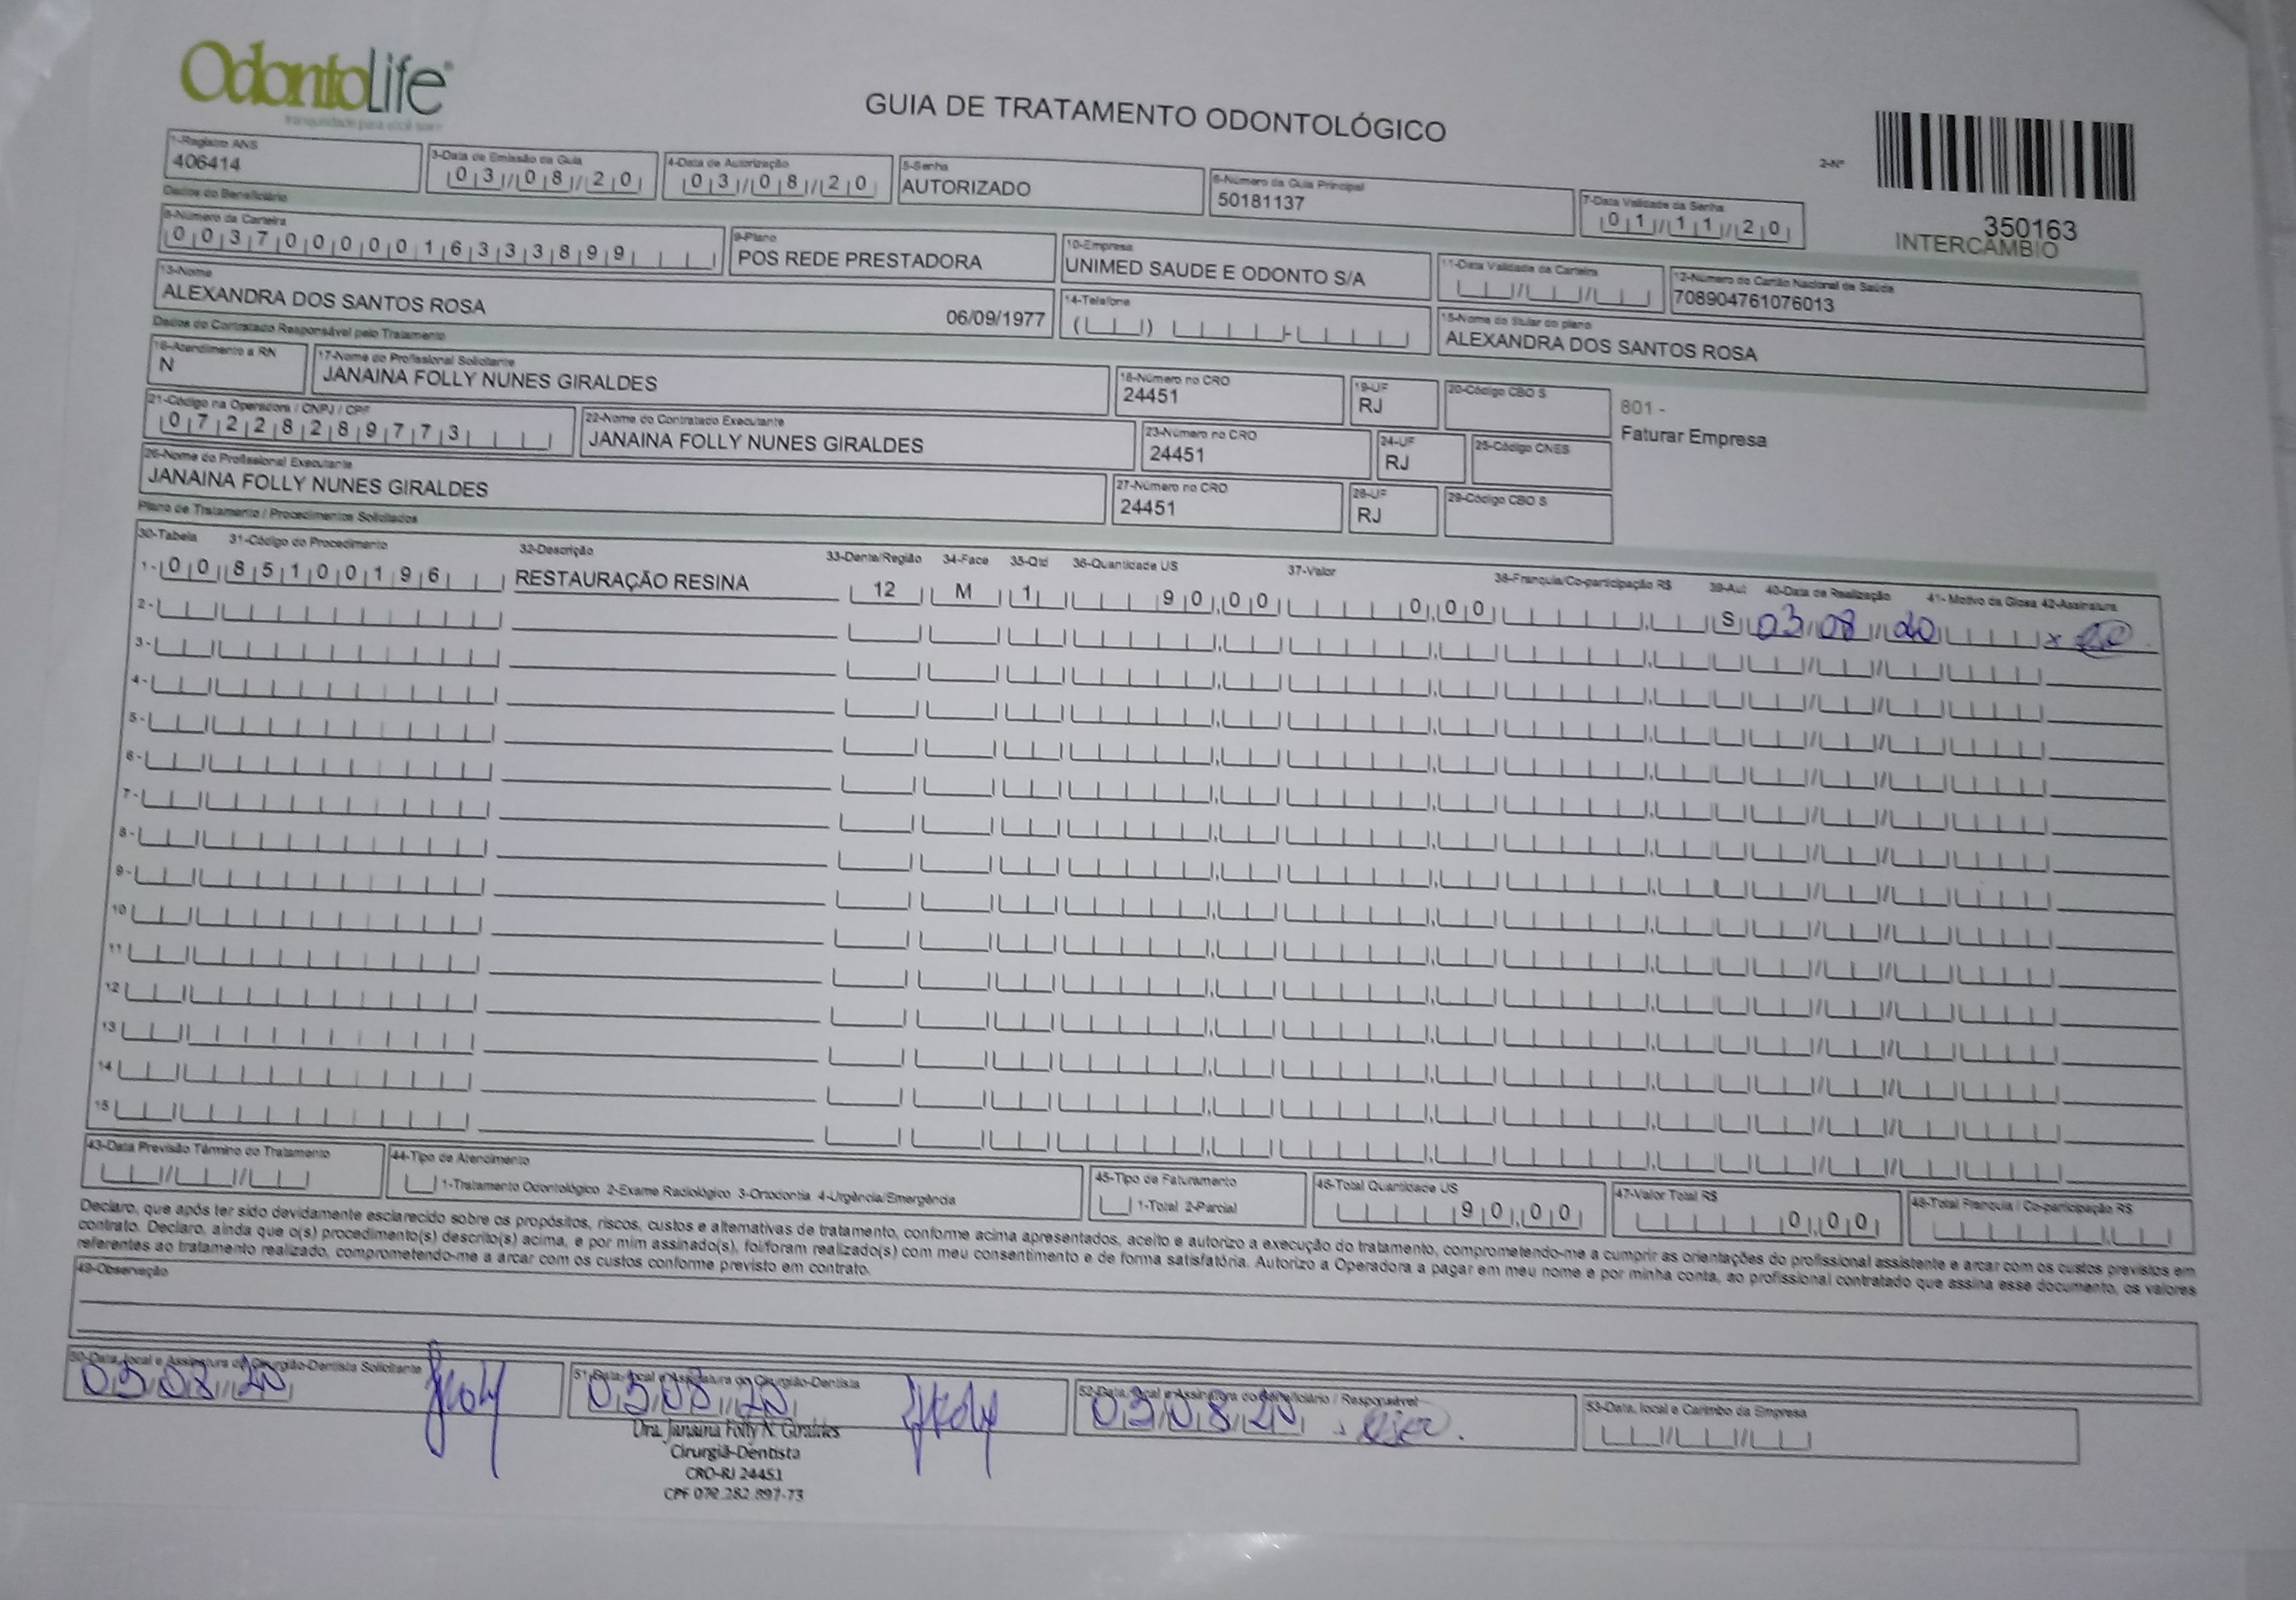 OdontoLife
tranquilidade para você sorrir
GUIA DE TRATAMENTO ODONTOLÓGICO
2-Nº
350163
INTERCAMBIO
1-Registro ANS
406414
3-Data de Emissão da Guia
03/08/20
4-Data de Autorização
03/08/20
5-Senha
AUTORIZADO
6-Número da Guia Principal
50181137
7-Data Validade da Senha
01/11/20
Dados do Beneficiário
8-Número da Carteira
00370000016333899
9-Plano
POS REDE PRESTADORA
10-Empresa
UNIMED SAUDE E ODONTO S/A
11-Data Validade da Carteira
12-Número do Cartão Nacional de Saúde
708904761076013
13-Nome
ALEXANDRA DOS SANTOS ROSA
06/09/1977
14-Telefone
15-Nome do titular do plano
ALEXANDRA DOS SANTOS ROSA
Dados do Contratado Responsável pelo Tratamento
16-Atendimento a RN
N
17-Nome do Profissional Solicitante
JANAINA FOLLY NUNES GIRALDES
18-Número no CRO
24451
19-UF
RJ
20-Código CBO S
801 -
Faturar Empresa
21-Código na Operadora / CNPJ / CPF
07228289773
22-Nome do Contratado Executante
JANAINA FOLLY NUNES GIRALDES
23-Número no CRO
24451
24-UF
RJ
25-Código CNES
26-Nome do Profissional Executante
JANAINA FOLLY NUNES GIRALDES
27-Número no CRO
24451
28-UF
RJ
29-Código CBO S
Plano de Tratamento / Procedimentos Solicitados
30-Tabela 31-Código do Procedimento 32-Descrição 33-Dente/Região 34-Face 35-Qtd 36-Quantidade US 37-Valor 38-Franquia/Co-participação R$ 39-Aut 40-Data de Realização 41- Motivo da Glosa 42-Assinatura
1- 00 85100196 RESTAURAÇÃO RESINA 12 M 1 90,00 0,00 S 03/08/20 x
2-
3-
4-
5-
6-
7-
8-
9-
10
11
12
13
14
15
43-Data Previsão Término do Tratamento
44-Tipo de Atendimento
1-Tratamento Odontológico 2-Exame Radiológico 3-Ortodontia 4-Urgência/Emergência
45-Tipo de Faturamento
1-Total 2-Parcial
46-Total Quantidade US
90,00
47-Valor Total R$
0,00
48-Total Franquia / Co-participação R$
Declaro, que após ter sido devidamente esclarecido sobre os propósitos, riscos, custos e alternativas de tratamento, conforme acima apresentados, aceito e autorizo a execução do tratamento, comprometendo-me a cumprir as orientações do profissional assistente e arcar com os custos previstos em
contrato. Declaro, ainda que o(s) procedimento(s) descrito(s) acima, e por mim assinado(s), foi/foram realizado(s) com meu consentimento e de forma satisfatória. Autorizo a Operadora a pagar em meu nome e por minha conta, ao profissional contratado que assina esse documento, os valores
referentes ao tratamento realizado, comprometendo-me a arcar com os custos conforme previsto em contrato.
49-Observação
50-Data, local e Assinatura do Cirurgião-Dentista Solicitante
03/08/20
51-Data, local e Assinatura do Cirurgião-Dentista
03/08/20
52-Data, local e Assinatura do Beneficiário / Responsável
03/08/20
53-Data, local e Carimbo da Empresa
Dra. Janaina Folly N. Giraldes
Cirurgiã-Dentista
CRO-RJ 24451
CPF 072.282.897-73